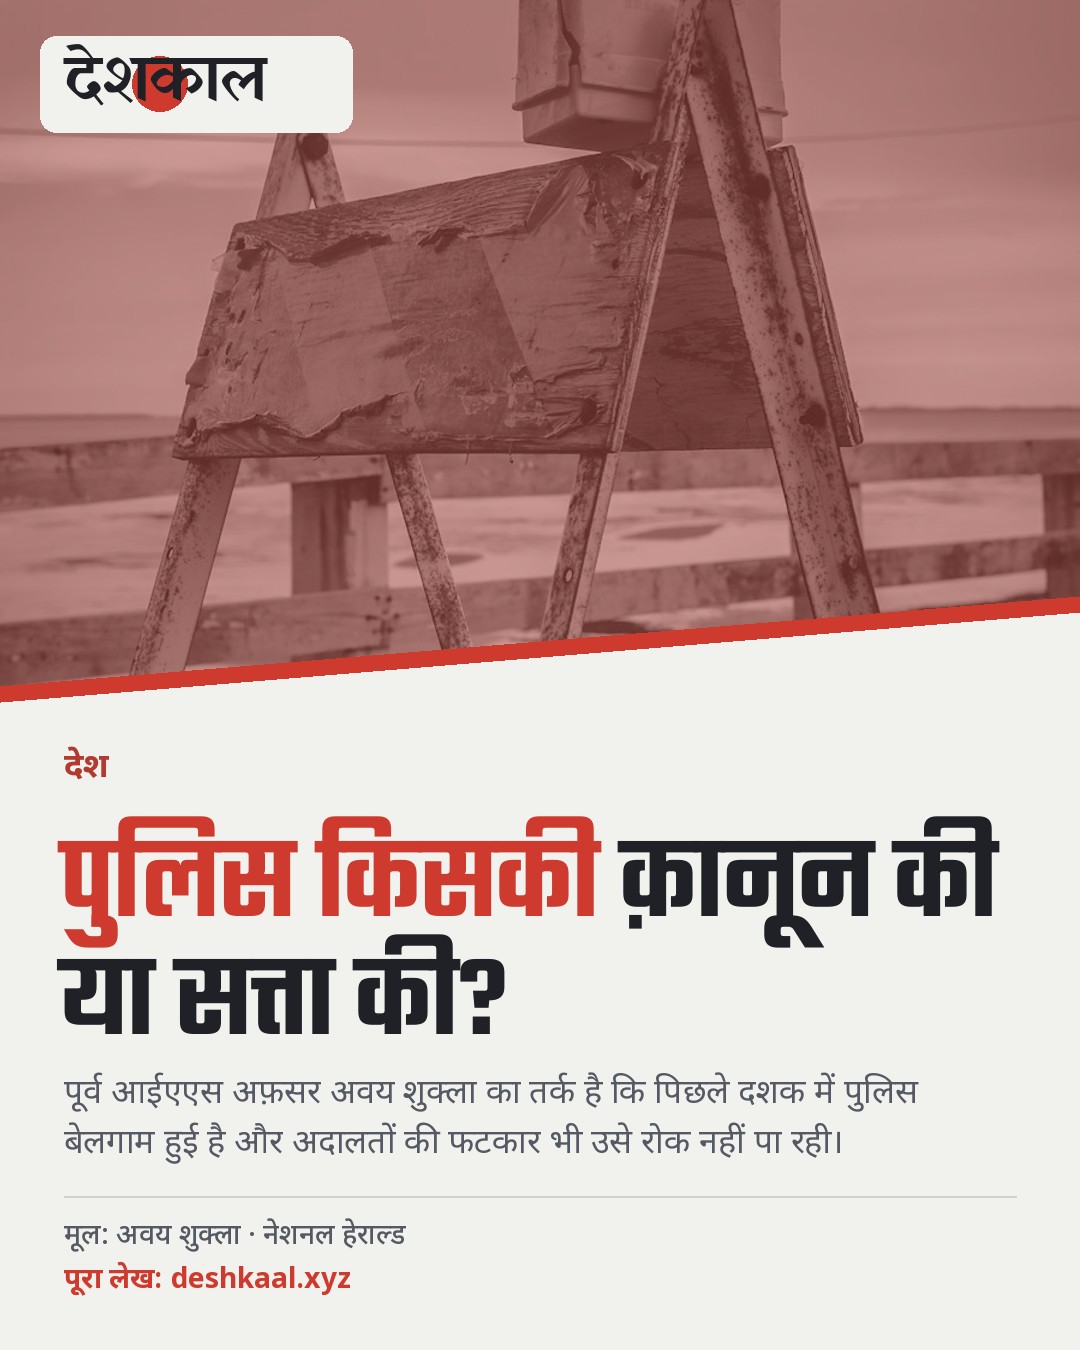 देशकाल
देश
पुलिस किसकी क़ानून की
या सत्ता की?
पूर्व आईएएस अफ़सर अवय शुक्ला का तर्क है कि पिछले दशक में पुलिस
बेलगाम हुई है और अदालतों की फटकार भी उसे रोक नहीं पा रही।
मूल: अवय शुक्ला · नेशनल हेराल्ड
पूरा लेख: deshkaal.xyz